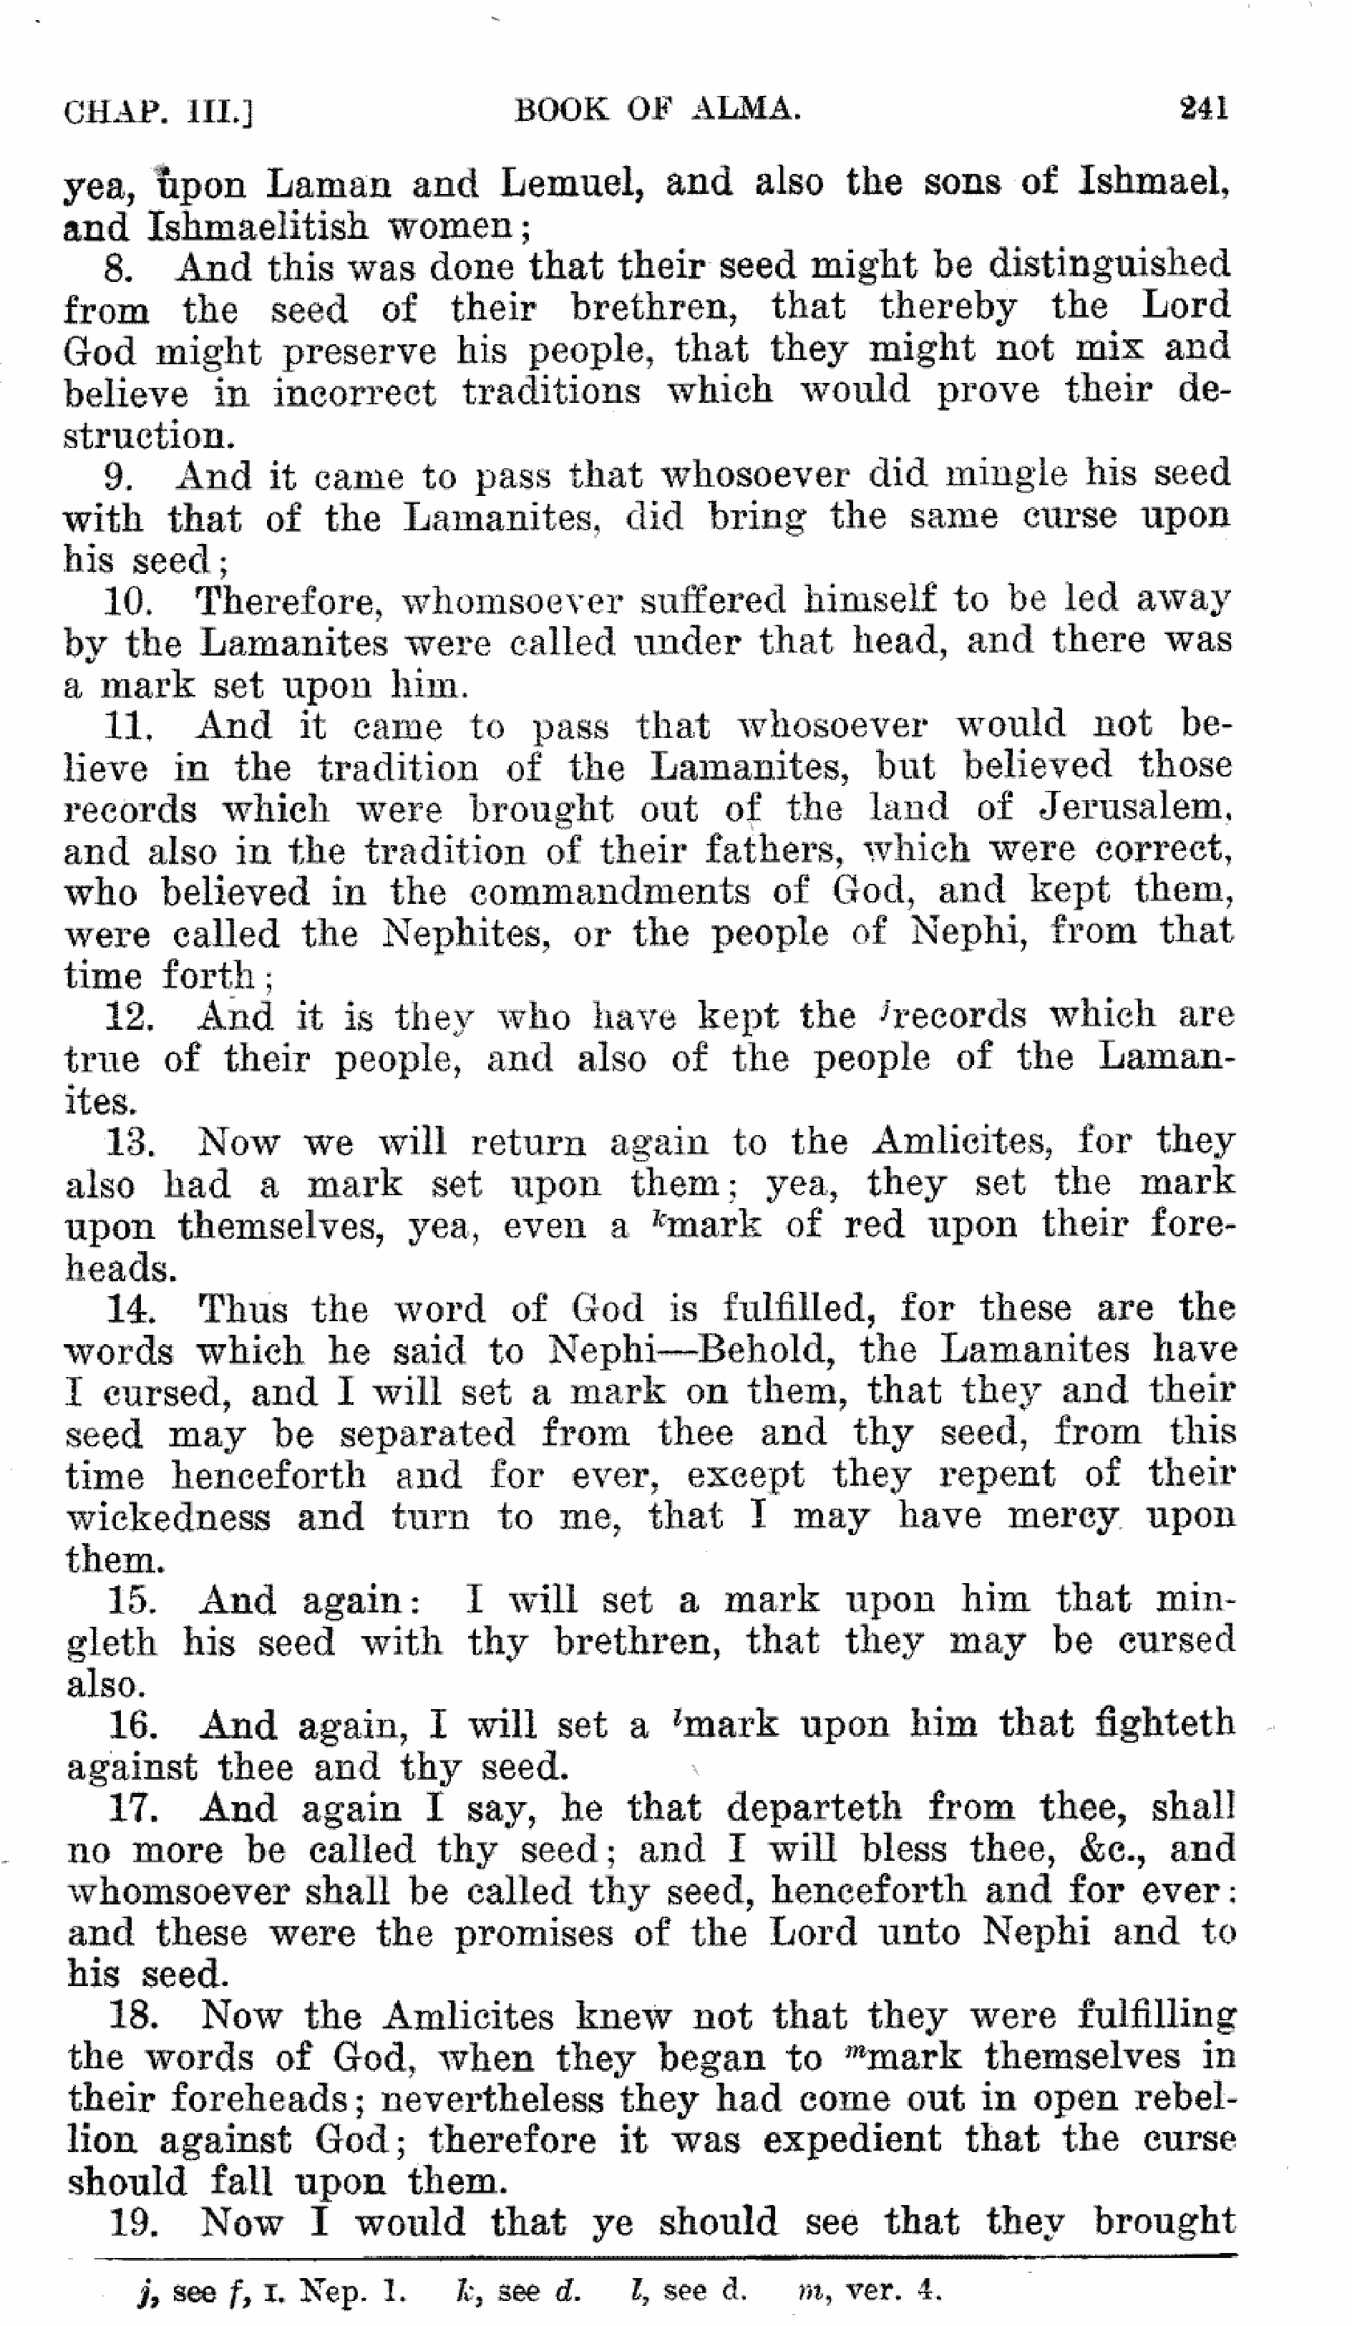 CHAP. III.] BOOK OF ALMA. 241
yea, upon Laman and Lemuel, and also the sons of Ishmael,
and Ishmaelitish women;
8. And this was done that their seed might be distinguished
from the seed of their brethren, that thereby the Lord
God might preserve his people, that they might not mix and
believe in incorrect traditions which would prove their de-
struction.
9. And it came to pass that whosoever did mingle his seed
with that of the Lamanites, did bring the same curse upon
his seed;
10. Therefore, whomsoever suffered himself to be led away
by the Lamanites were called under that head, and there was
a mark set upon him.
11. And it came to pass that whosoever would not be-
lieve in the tradition of the Lamanites, but believed those
records which were brought out of the land of Jerusalem,
and also in the tradition of their fathers, which were correct,
who believed in the commandments of God, and kept them,
were called the Nephites, or the people of Nephi, from that
time forth;
12. And it is they who have kept the jrecords which are
true of their people, and also of the people of the Laman-
ites.
13. Now we will return again to the Amlicites, for they
also had a mark set upon them; yea, they set the mark
upon themselves, yea, even a kmark of red upon their fore-
heads.
14. Thus the word of God is fulfilled, for these are the
words which he said to Nephi—Behold, the Lamanites have
I cursed, and I will set a mark on them, that they and their
seed may be separated from thee and thy seed, from this
time henceforth and for ever, except they repent of their
wickedness and turn to me, that I may have mercy upon
them.
15. And again: I will set a mark upon him that min-
gleth his seed with thy brethren, that they may be cursed
also.
16. And again, I will set a lmark upon him that fighteth
against thee and thy seed.
17. And again I say, he that departeth from thee, shall
no more be called thy seed; and I will bless thee, &c., and
whomsoever shall be called thy seed, henceforth and for ever:
and these were the promises of the Lord unto Nephi and to
his seed.
18. Now the Amlicites knew not that they were fulfilling
the words of God, when they began to mmark themselves in
their foreheads; nevertheless they had come out in open rebel-
lion against God; therefore it was expedient that the curse
should fall upon them.
19. Now I would that ye should see that they brought
j, see f, I. Nep. 1. k, see d. l, see d. m, ver. 4.